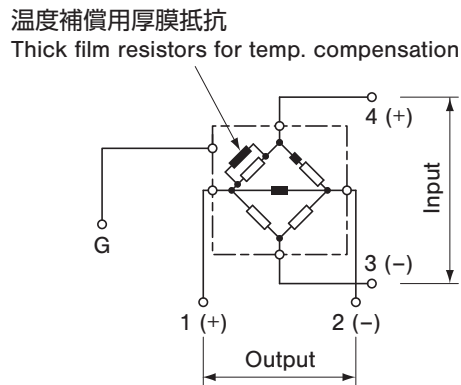 温度補償用厚膜抵抗
Thick film resistors for temp. compensation
4 (+)
Input
G
3 (−)
1 (+)
2 (−)
Output